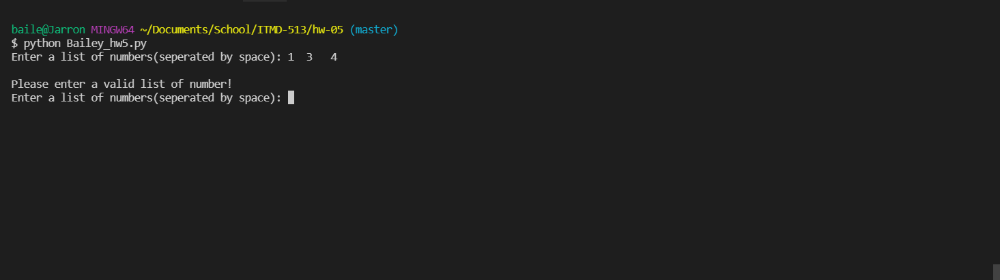 baile@Jarron MINGW64 ~/Documents/School/ITMD-513/hw-05 (master)
$ python Bailey_hw5.py
Enter a list of numbers(seperated by space): 1  3   4
Please enter a valid list of number!
Enter a list of numbers(seperated by space):